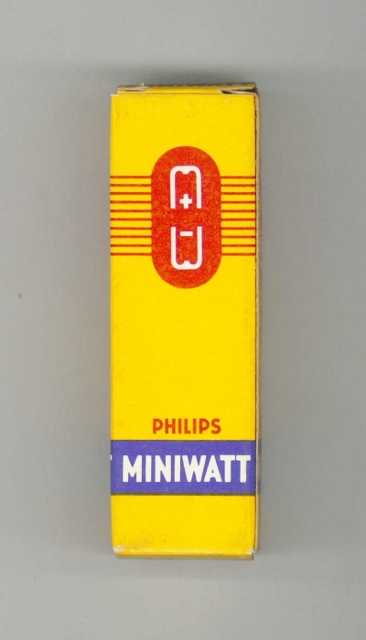 +
-
PHILIPS
MINIWATT